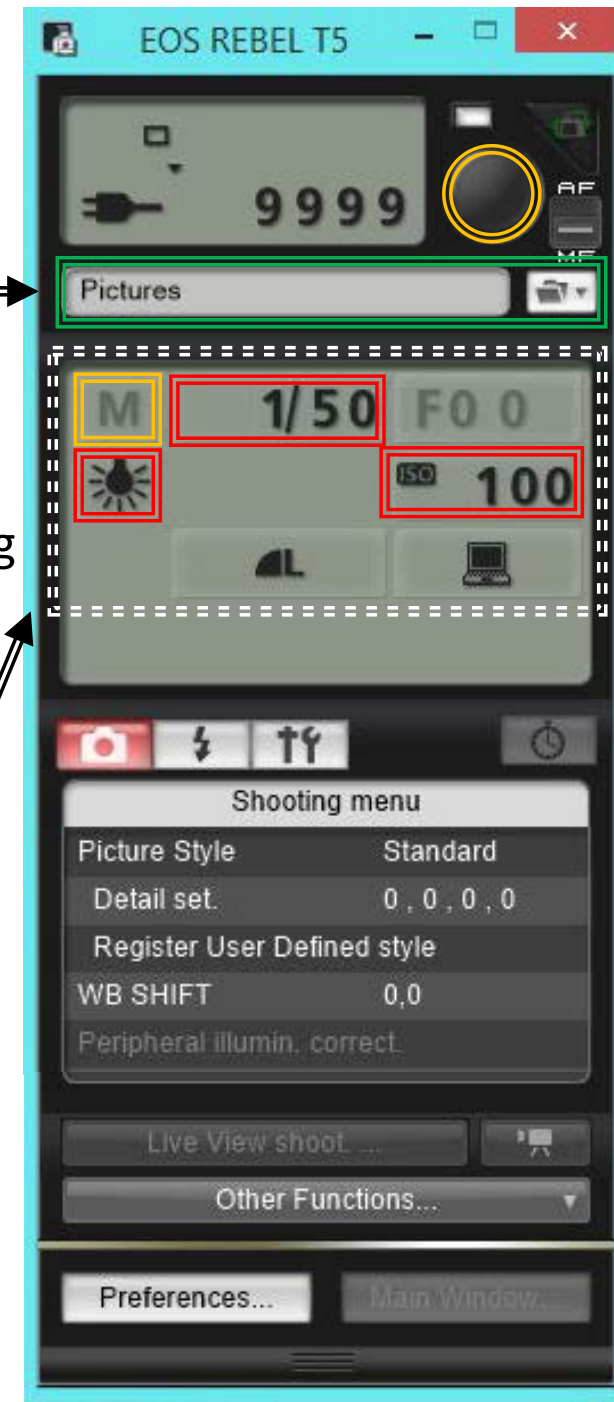 EOS REBEL T5
AF
9999
MF
Pictures
M 1/50 F00
ISO 100
g
L
Shooting menu
Picture Style Standard
Detail set. 0 , 0 , 0 , 0
Register User Defined style
WB SHIFT 0,0
Peripheral illumin. correct.
Live View shoot. ...
Other Functions...
Preferences... Main Window...